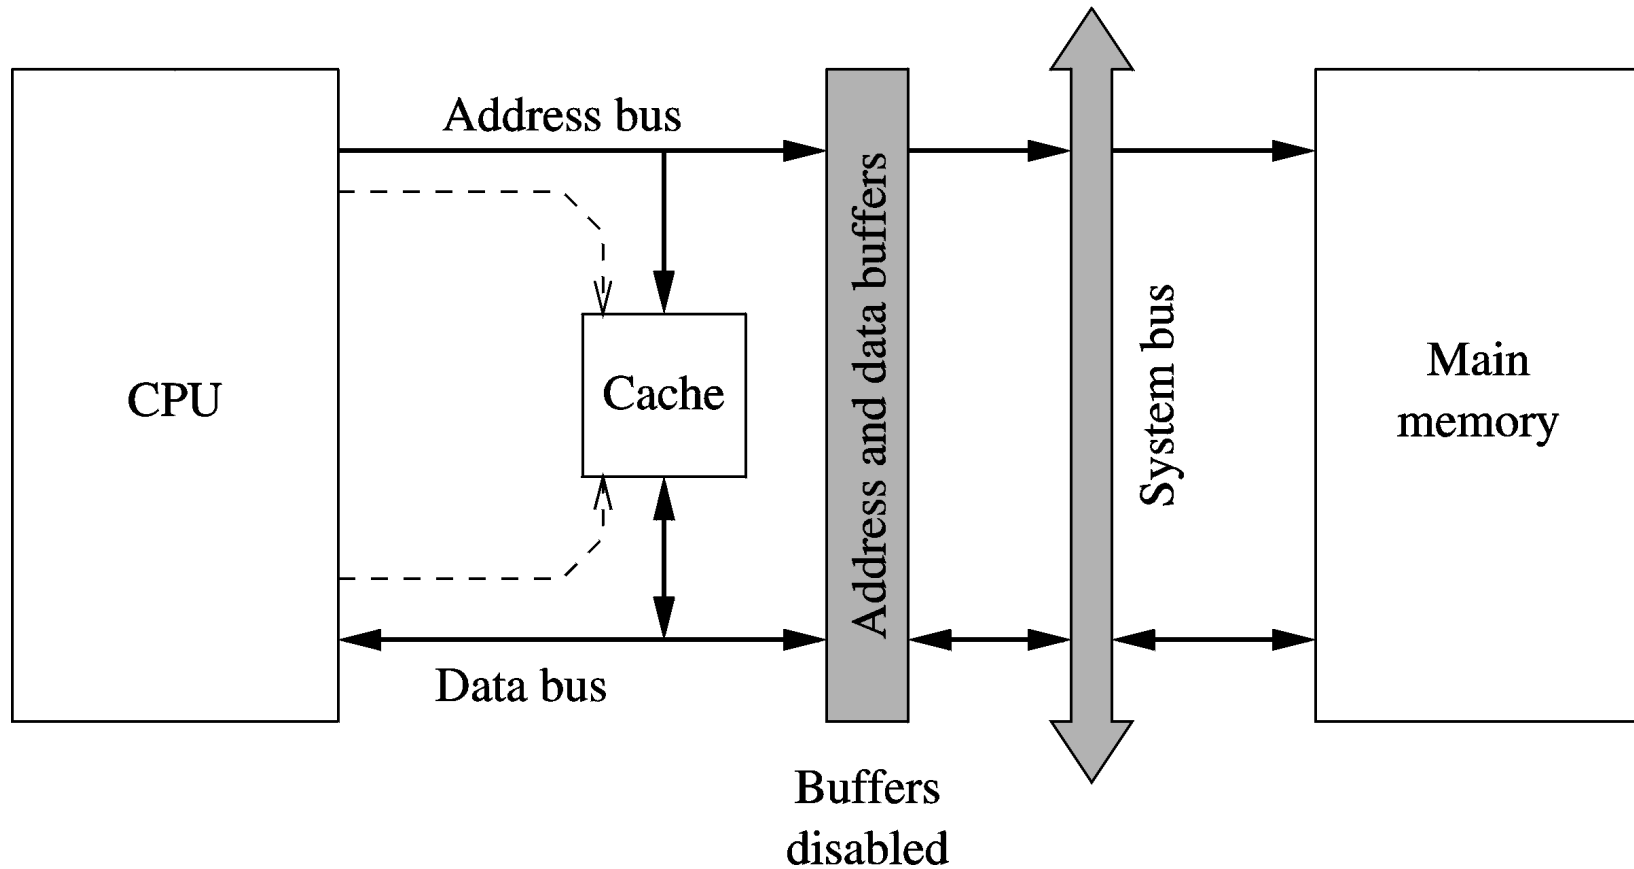 Address bus
CPU
Cache
Address and data buffers
System bus
Main
memory
Data bus
Buffers
disabled